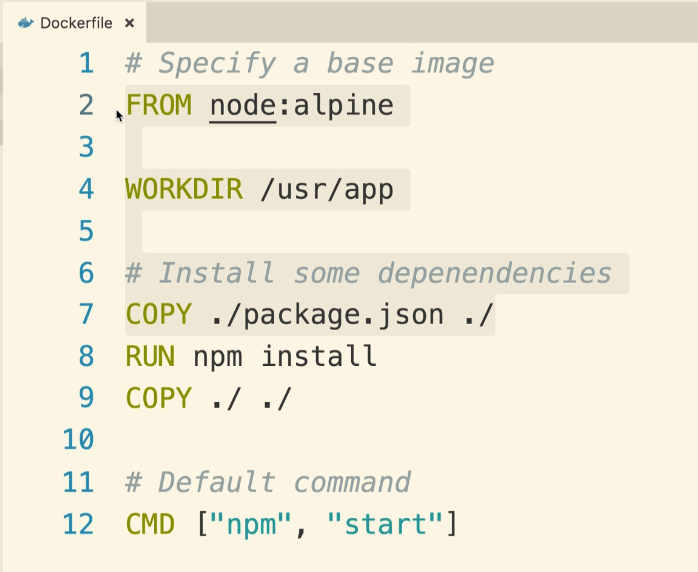 Dockerfile ×
1 # Specify a base image
2 FROM node:alpine
3
4 WORKDIR /usr/app
5
6 # Install some depenendencies
7 COPY ./package.json ./
8 RUN npm install
9 COPY ./ ./
10
11 # Default command
12 CMD ["npm", "start"]